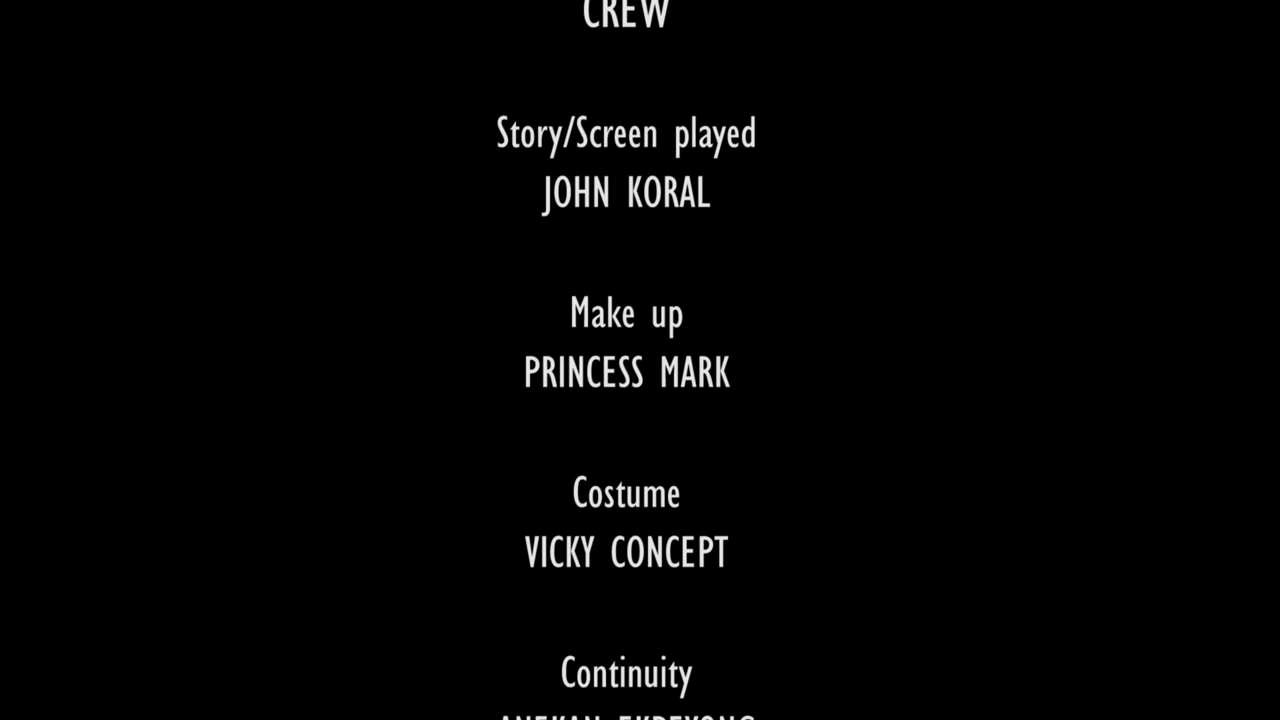 CREW
Story/Screen played
JOHN KORAL
Make up
PRINCESS MARK
Costume
VICKY CONCEPT
Continuity